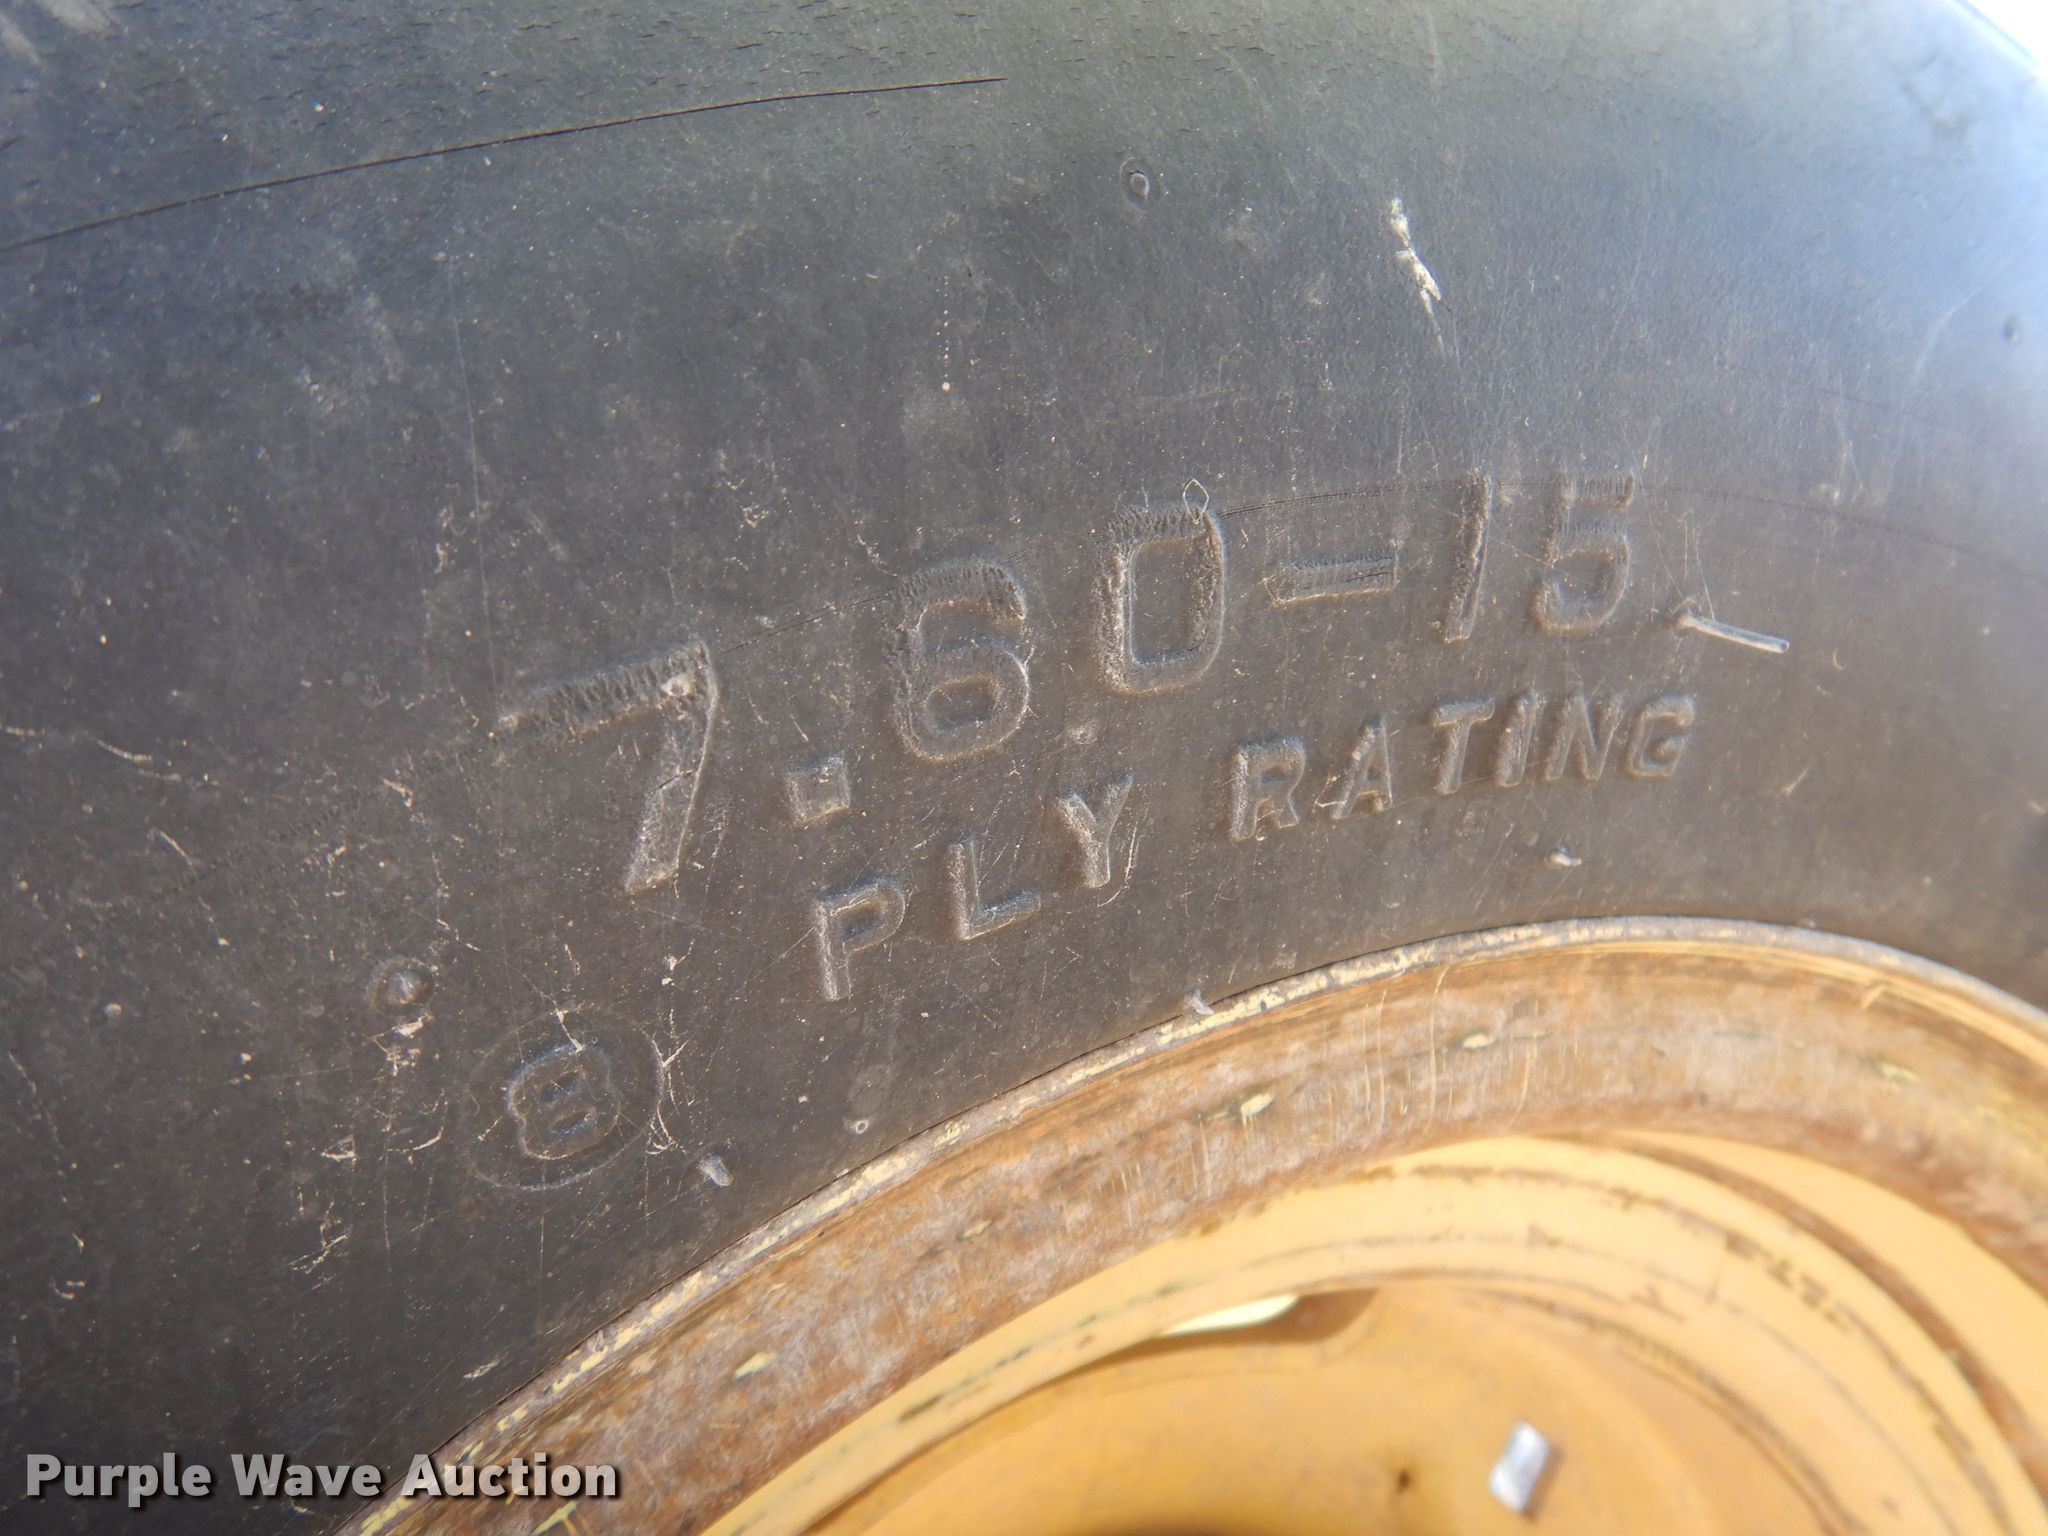 7.60-15
8 PLY RATING
Purple Wave Auction